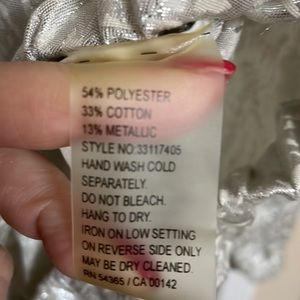 54% POLYESTER
33% COTTON
13% METALLIC
STYLE NO:33117405
HAND WASH COLD
SEPARATELY.
DO NOT BLEACH.
HANG TO DRY.
IRON ON LOW SETTING
ON REVERSE SIDE ONLY
MAY BE DRY CLEANED.
RN 54365 / CA 00142